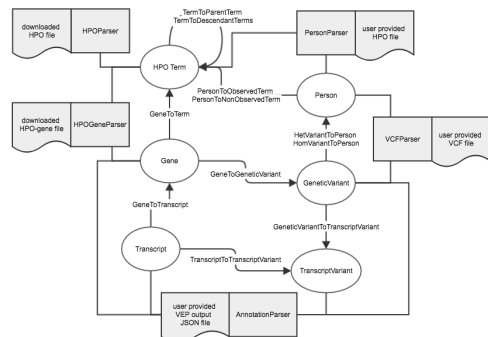 TermToParentTerm
TermToDescendantTerms
downloaded
HPO file
HPOParser
PersonParser
user provided
HPO file
HPO Term
PersonToObservedTerm
PersonToNonObservedTerm
Person
downloaded
HPO-gene file
HPOGeneParser
GeneToTerm
HetVariantToPerson
HomVariantToPerson
VCFParser
user provided
VCF file
Gene
GeneToGeneticVariant
GeneticVariant
GeneToTranscript
GeneticVariantToTranscriptVariant
Transcript
TranscriptToTranscriptVariant
TranscriptVariant
user provided
VEP output
JSON file
AnnotationParser